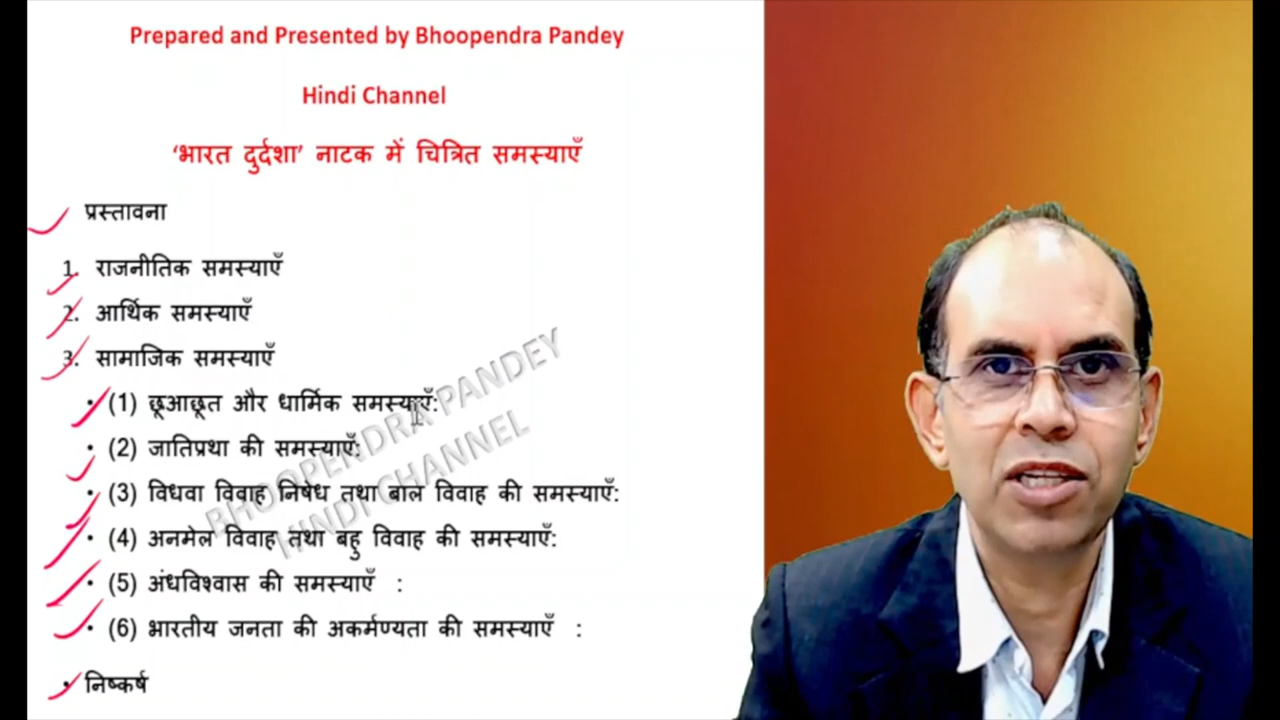 Prepared and Presented by Bhoopendra Pandey
Hindi Channel
‘भारत दुर्दशा’ नाटक में चित्रित समस्याएँ
प्रस्तावना
1. राजनीतिक समस्याएँ
2. आर्थिक समस्याएँ
3. सामाजिक समस्याएँ
• (1) छूआछूत और धार्मिक समस्याएँ:
• (2) जातिप्रथा की समस्याएँ:
• (3) विधवा विवाह निषेध तथा बाल विवाह की समस्याएँ:
• (4) अनमेल विवाह तथा बहु विवाह की समस्याएँ:
• (5) अंधविश्वास की समस्याएँ :
• (6) भारतीय जनता की अकर्मण्यता की समस्याएँ :
• निष्कर्ष
BHOOPENDRA PANDEY
HINDI CHANNEL